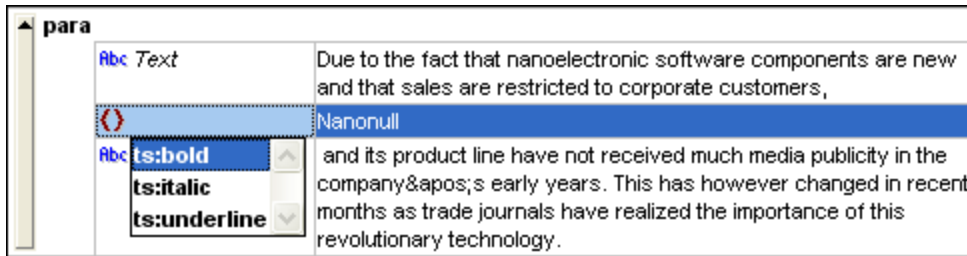 para
Abc Text Due to the fact that nanoelectronic software components are new
and that sales are restricted to corporate customers,
{} Nanonull
Abc ts:bold and its product line have not received much media publicity in the
ts:italic company&apos;s early years. This has however changed in recent
ts:underline months as trade journals have realized the importance of this
revolutionary technology.